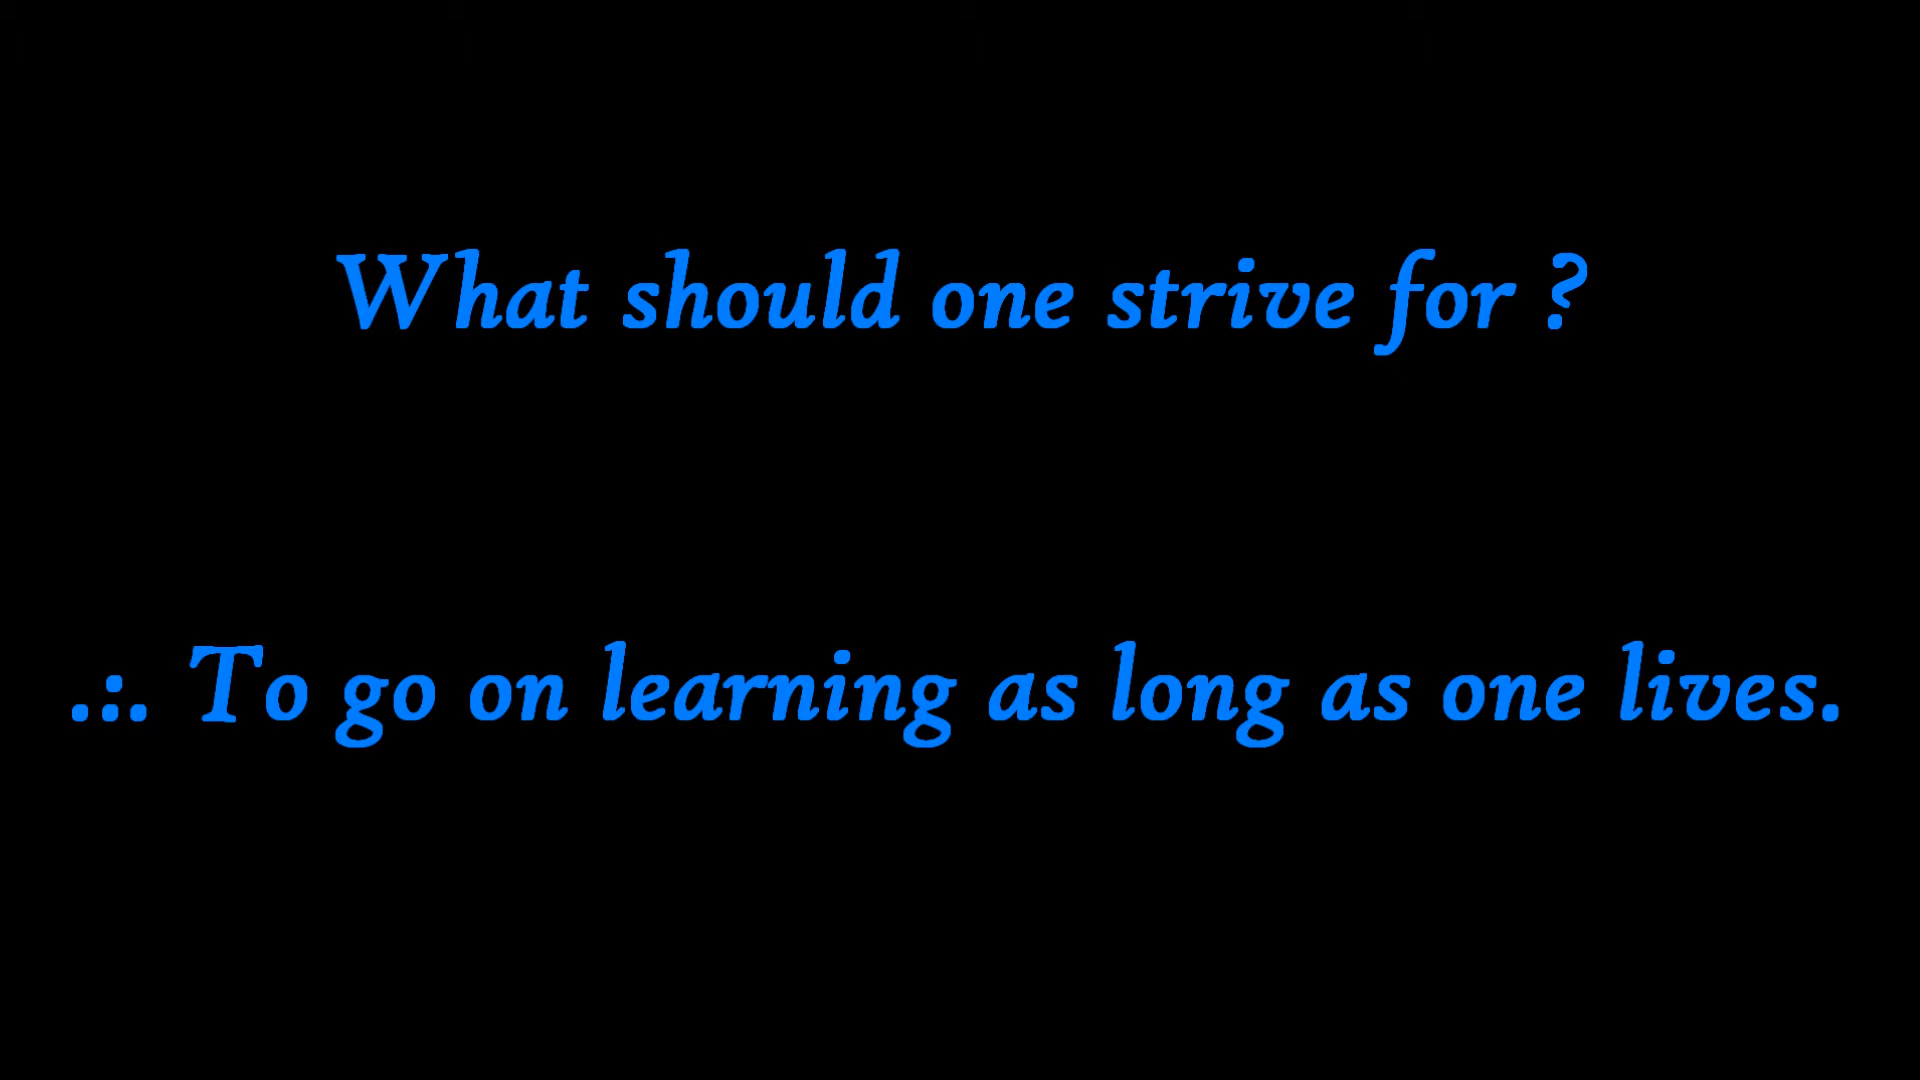 What should one strive for ?
.:. To go on learning as long as one lives.